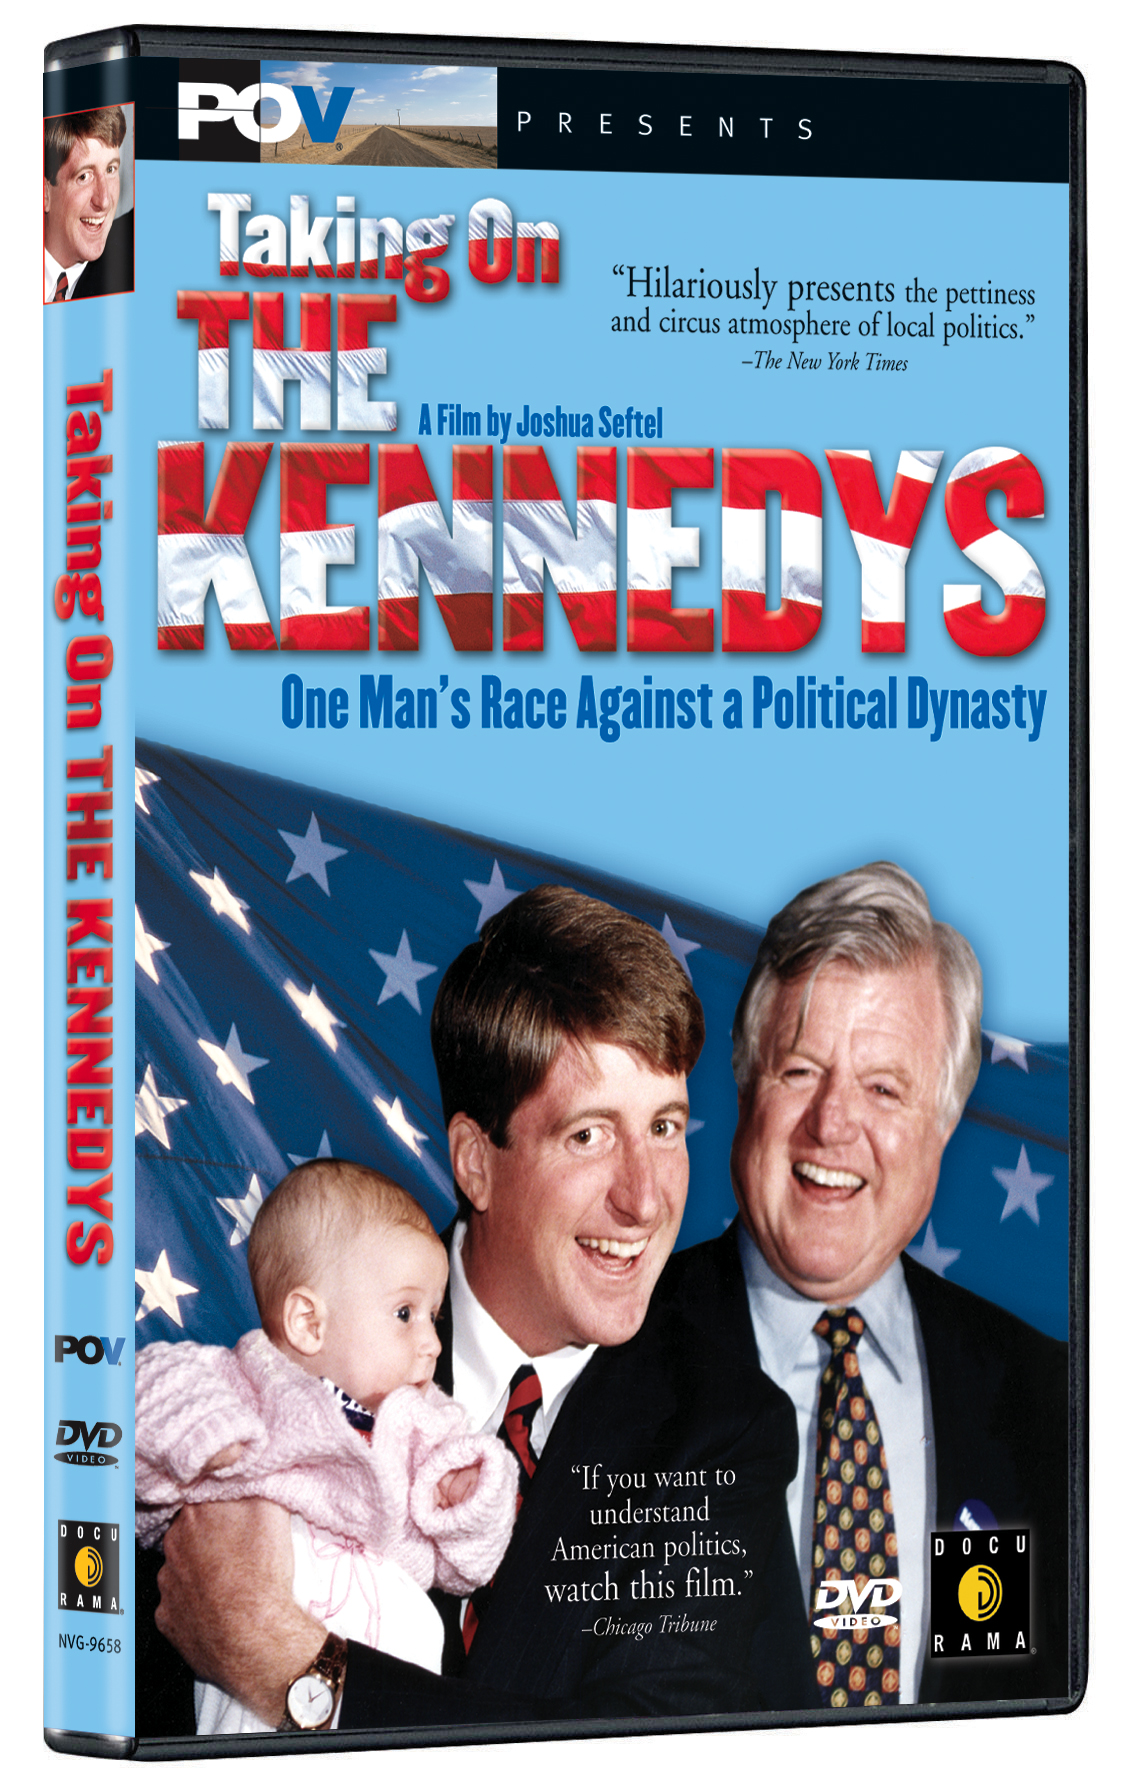 POV PRESENTS
Taking On
THE
KENNEDYS
“Hilariously presents the pettiness
and circus atmosphere of local politics.”
–The New York Times
A Film by Joshua Seftel
One Man’s Race Against a Political Dynasty
“If you want to
understand
American politics,
watch this film.”
–Chicago Tribune
DVD
VIDEO
DOCU
RAMA®
Taking On THE KENNEDYS
POV
DVD
VIDEO
DOCU
RAMA®
NVG-9658